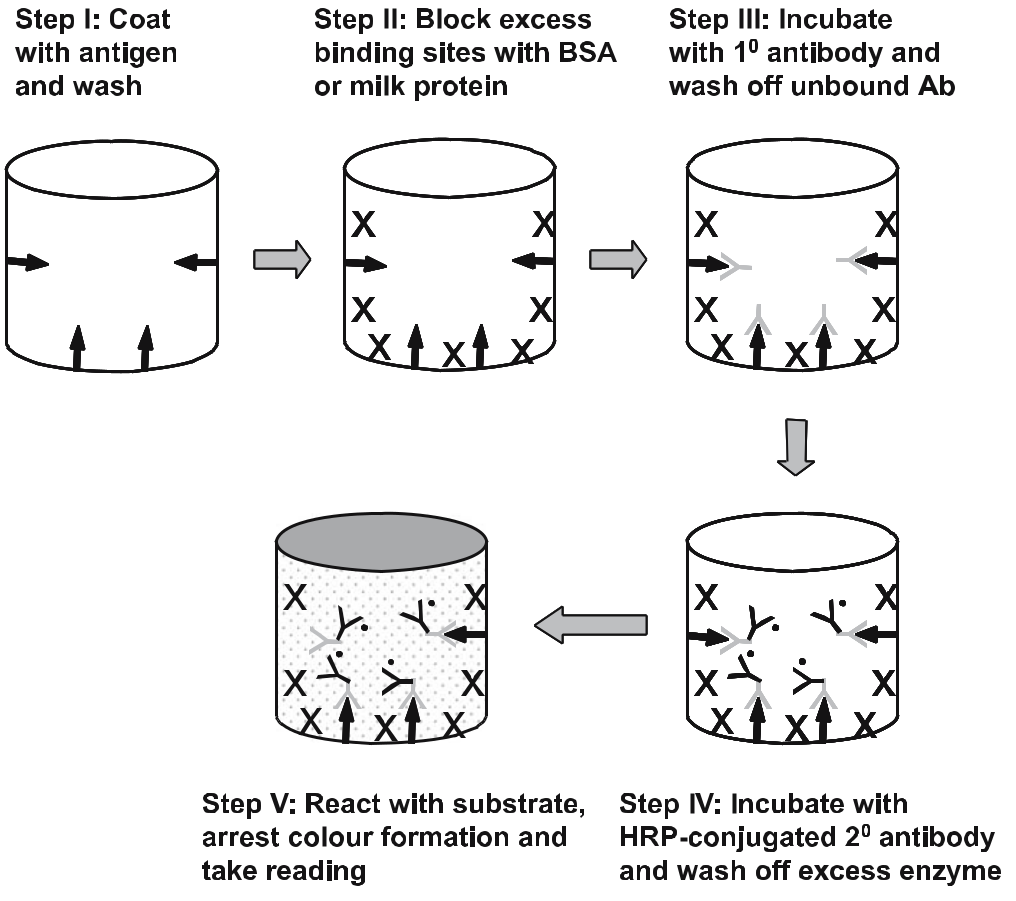 Step I: Coat
with antigen
and wash
Step II: Block excess
binding sites with BSA
or milk protein
Step III: Incubate
with 1⁰ antibody and
wash off unbound Ab
X X
X X
X X X
X X
X X
X X X
X X
X X
X X X
X X
X X
X X X
Step V: React with substrate,
arrest colour formation and
take reading
Step IV: Incubate with
HRP-conjugated 2⁰ antibody
and wash off excess enzyme